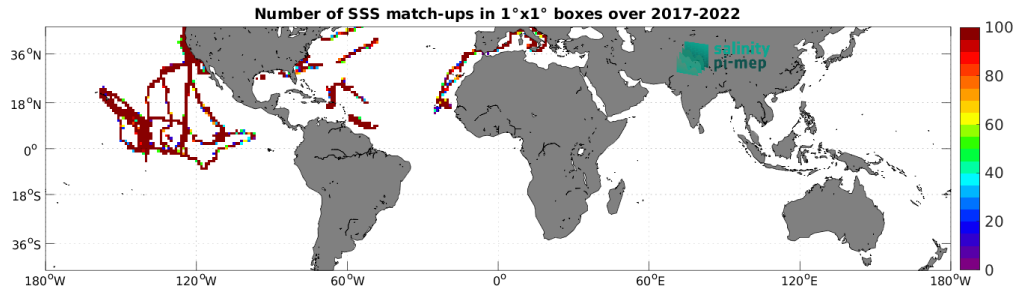 Number of SSS match-ups in 1°x1° boxes over 2017-2022
salinity
pi-mep
36°N
18°N
0°
18°S
36°S
180°W
120°W
60°W
0°
60°E
120°E
180°W
100
80
60
40
20
0